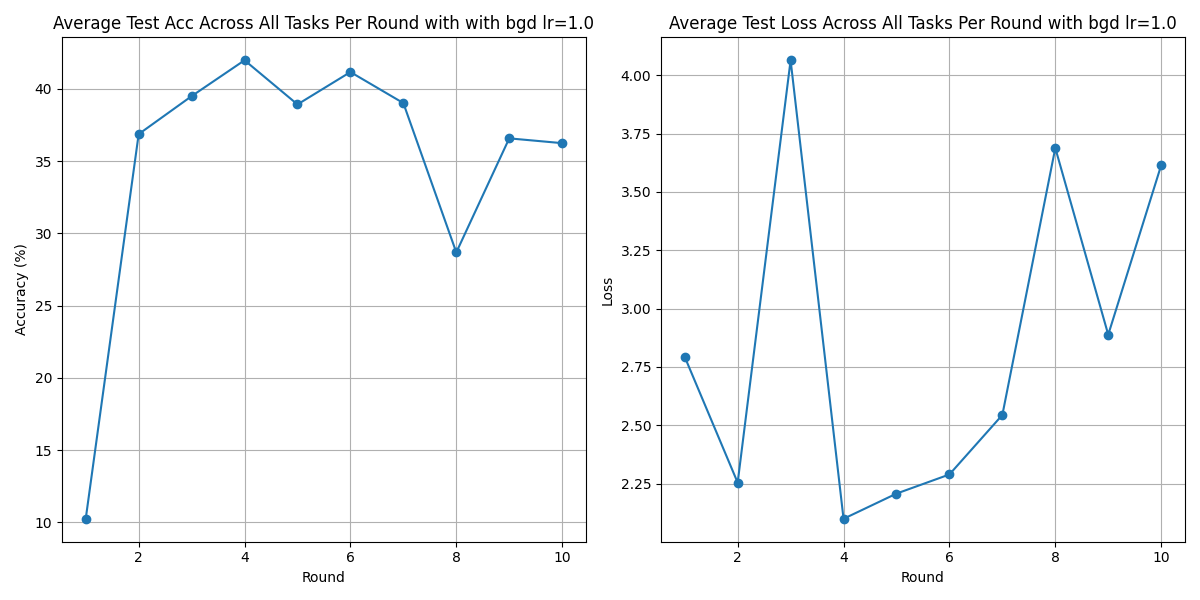 Average Test Acc Across All Tasks Per Round with with bgd lr=1.0
40
35
30
25
20
15
10
Accuracy (%)
2 4 6 8 10
Round
Average Test Loss Across All Tasks Per Round with bgd lr=1.0
4.00
3.75
3.50
3.25
3.00
2.75
2.50
2.25
Loss
2 4 6 8 10
Round